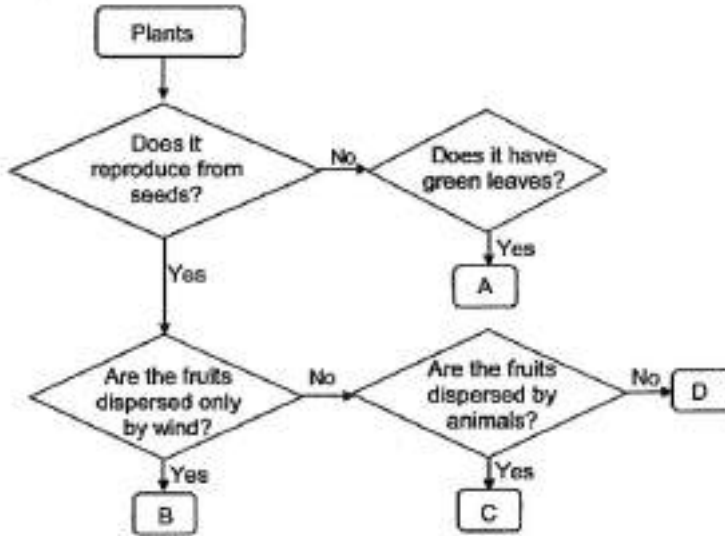 Plants
Does it
reproduce from
seeds?
No
Does it have
green leaves?
Yes
A
Yes
Are the fruits
dispersed only
by wind?
No
Are the fruits
dispersed by
animals?
No
D
Yes
B
Yes
C